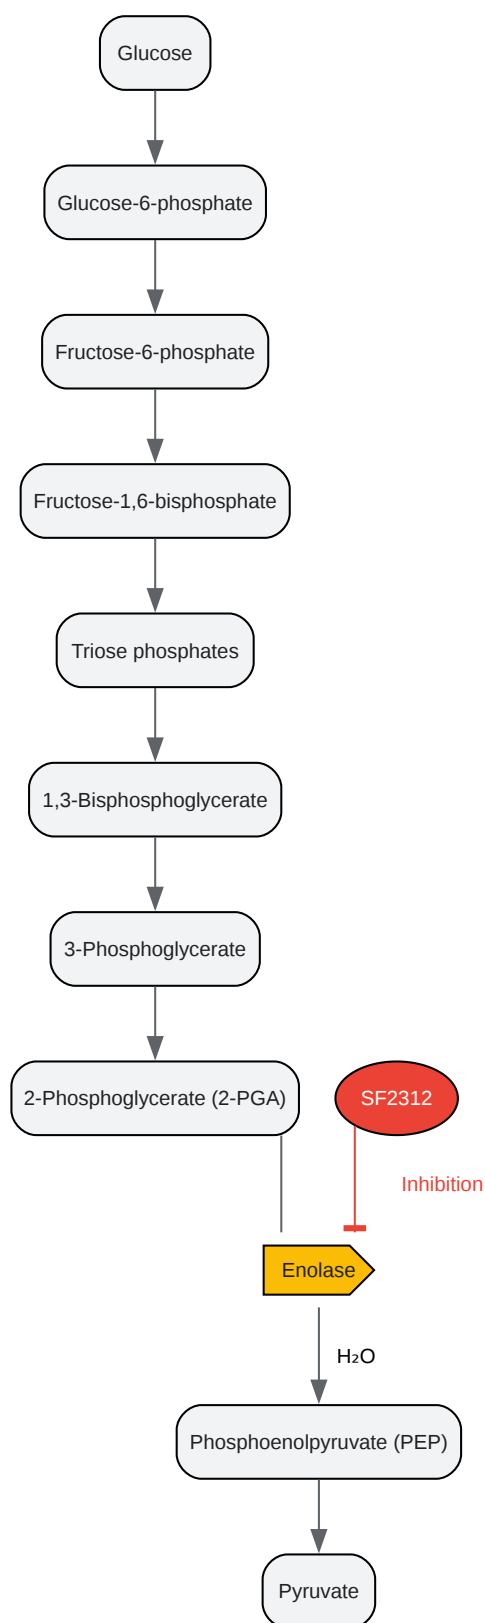 Glucose
Glucose-6-phosphate
Fructose-6-phosphate
Fructose-1,6-bisphosphate
Triose phosphates
1,3-Bisphosphoglycerate
3-Phosphoglycerate
2-Phosphoglycerate (2-PGA)
SF2312
Inhibition
Enolase
H₂O
Phosphoenolpyruvate (PEP)
Pyruvate